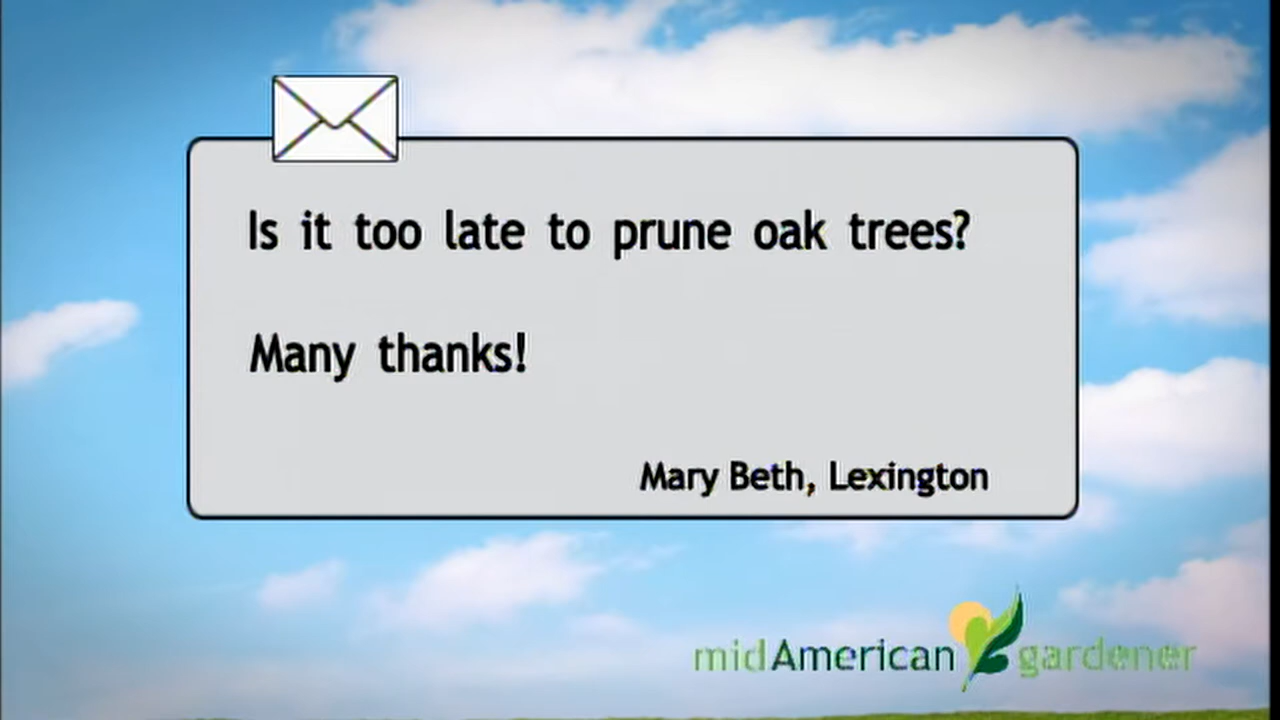 Is it too late to prune oak trees?
Many thanks!
Mary Beth, Lexington
midAmerican gardener